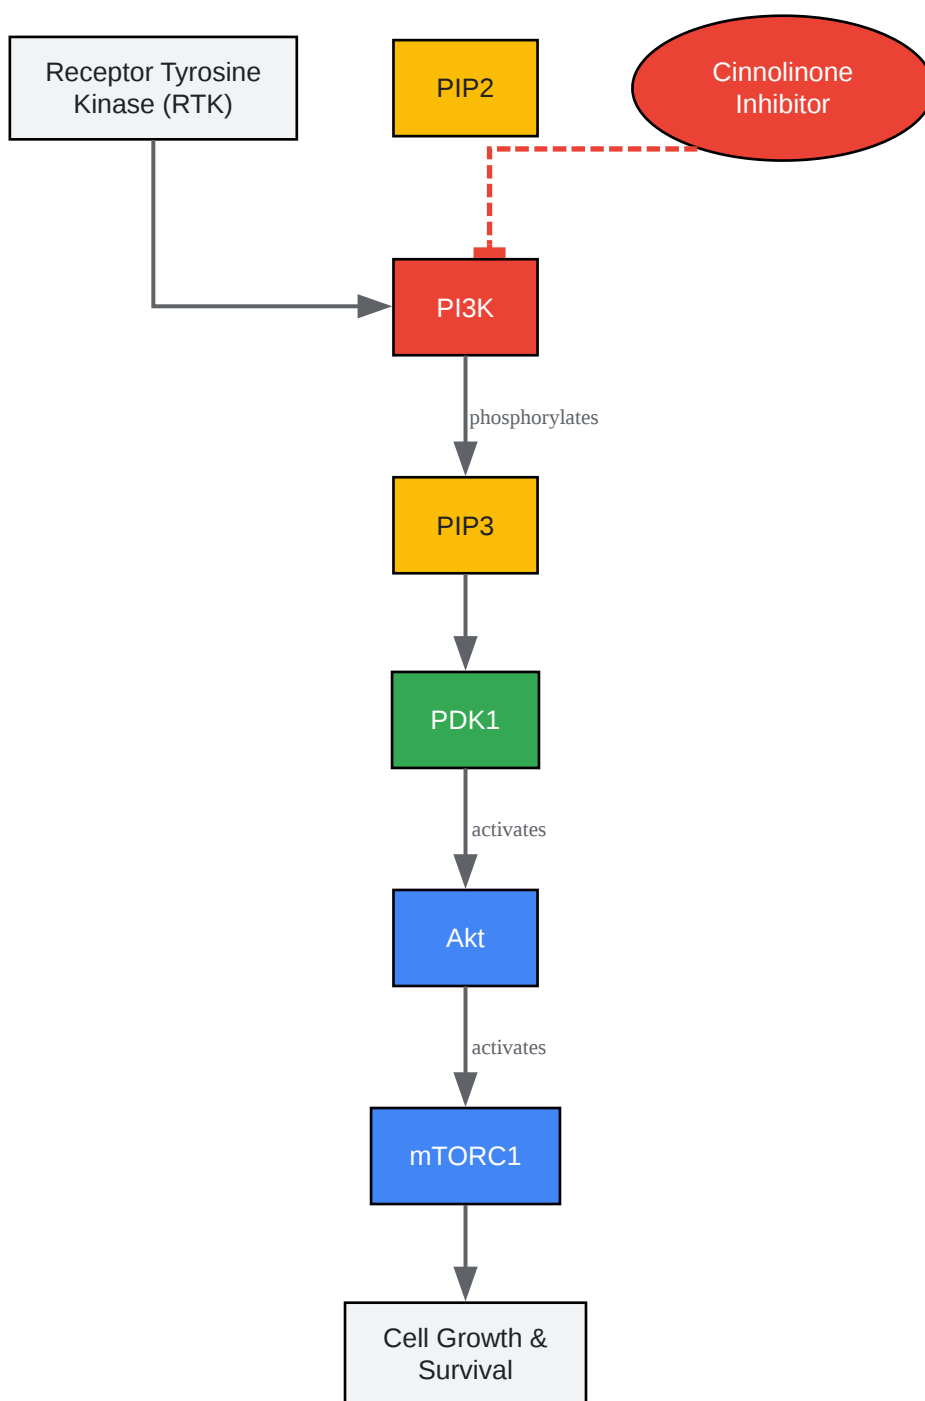 Receptor Tyrosine
Kinase (RTK)
PIP2
Cinnolinone
Inhibitor
PI3K
phosphorylates
PIP3
PDK1
activates
Akt
activates
mTORC1
Cell Growth &
Survival